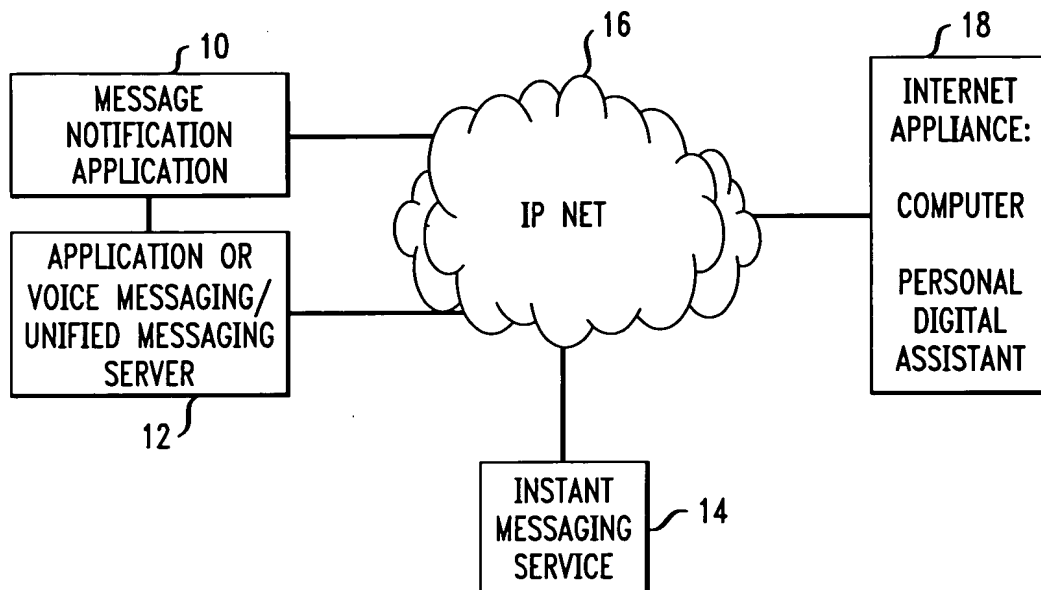 10
MESSAGE
NOTIFICATION
APPLICATION
APPLICATION OR
VOICE MESSAGING/
UNIFIED MESSAGING
SERVER
12
16
IP NET
INSTANT
MESSAGING
SERVICE
14
18
INTERNET
APPLIANCE:
COMPUTER
PERSONAL
DIGITAL
ASSISTANT